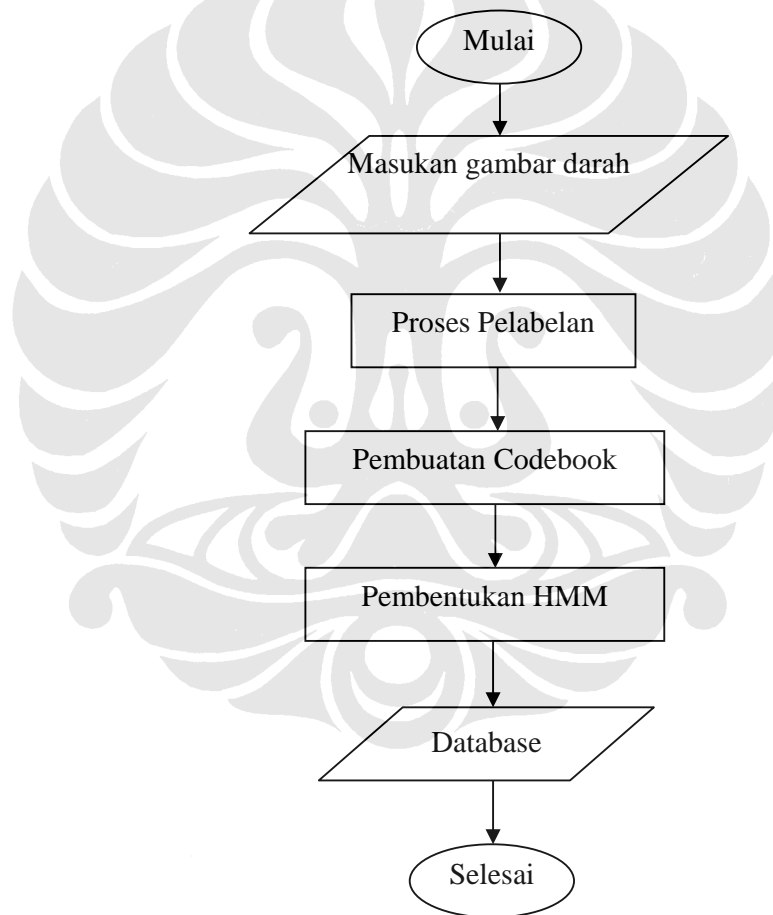 Mulai
Masukan gambar darah
Proses Pelabelan
Pembuatan Codebook
Pembentukan HMM
Database
Selesai